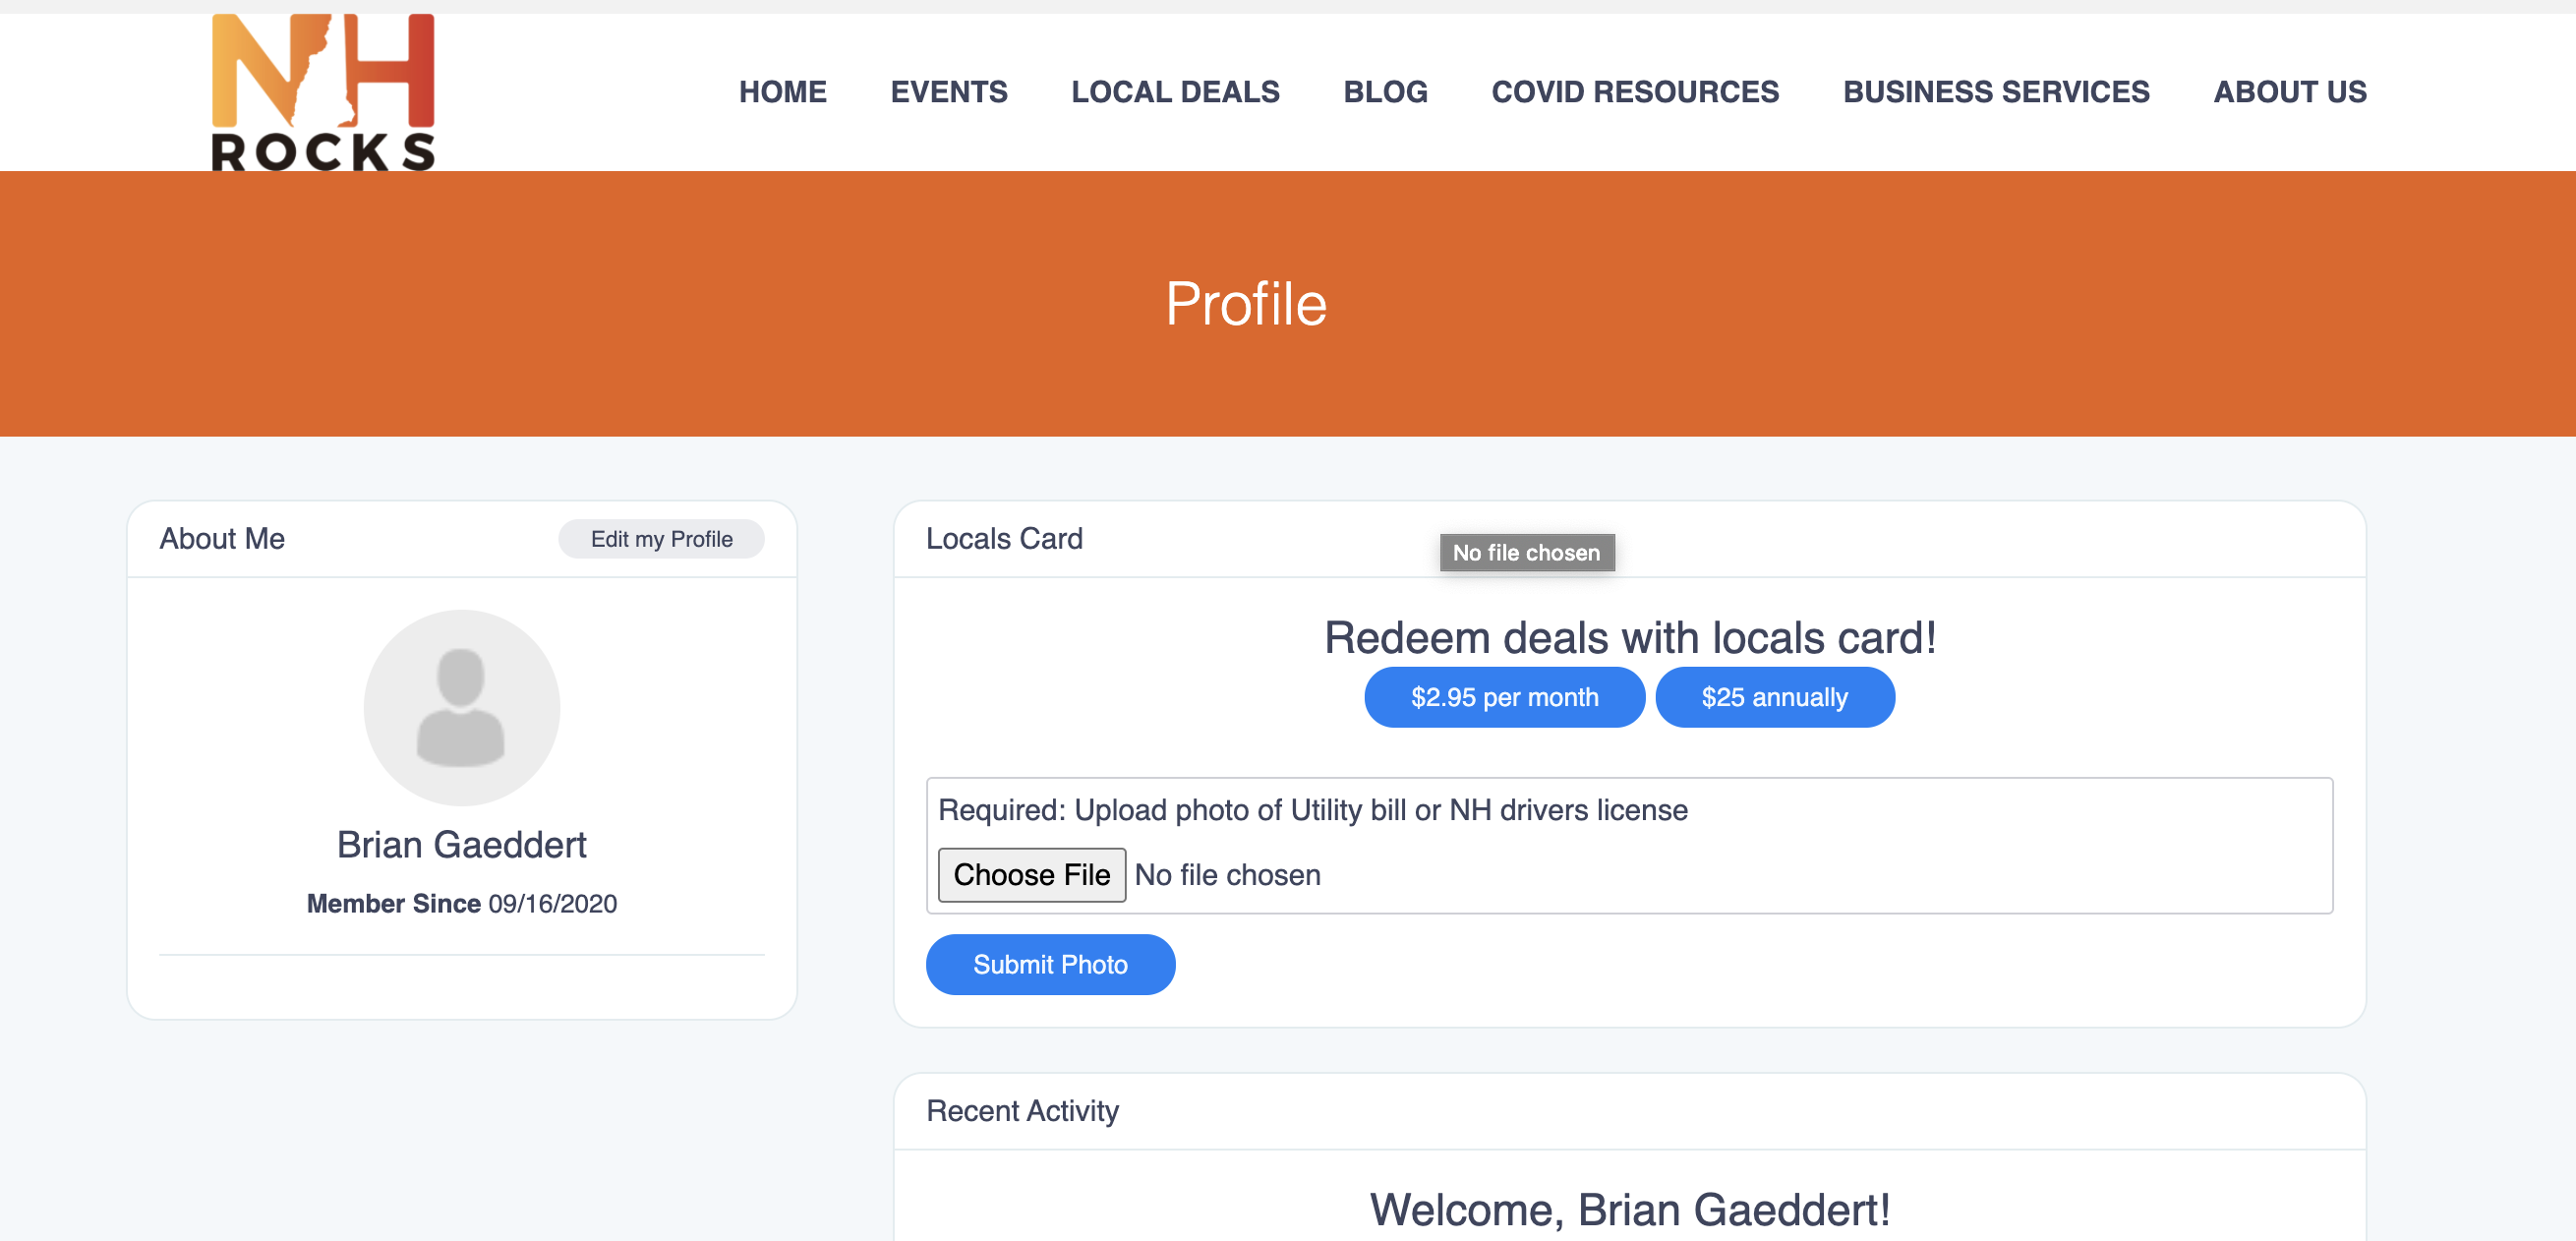 NH
ROCKS
HOME EVENTS LOCAL DEALS BLOG COVID RESOURCES BUSINESS SERVICES ABOUT US
Profile
About Me
Edit my Profile
Brian Gaeddert
Member Since 09/16/2020
Locals Card
No file chosen
Redeem deals with locals card!
$2.95 per month $25 annually
Required: Upload photo of Utility bill or NH drivers license
Choose File No file chosen
Submit Photo
Recent Activity
Welcome, Brian Gaeddert!